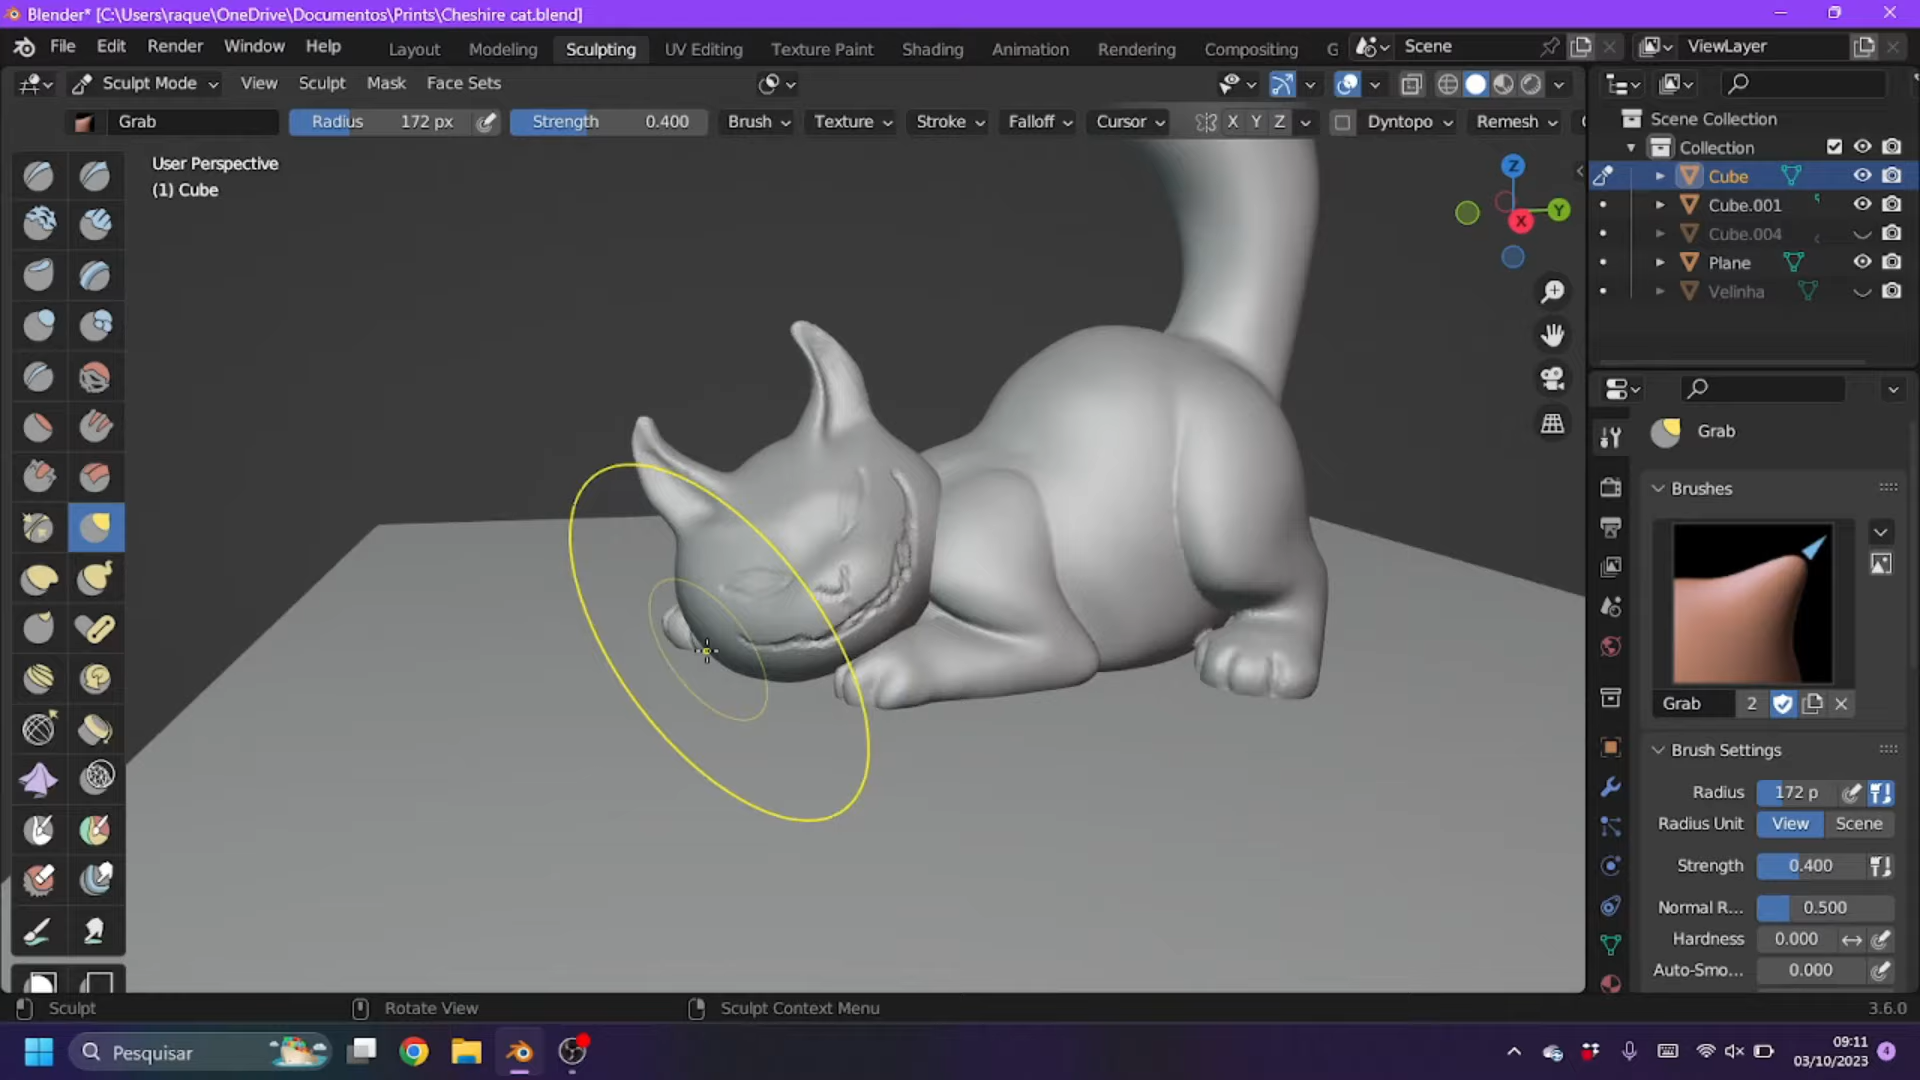 Blender* [C:\Users\raque\OneDrive\Documentos\Prints\Cheshire cat.blend]
File Edit Render Window Help Layout Modeling Sculpting UV Editing Texture Paint Shading Animation Rendering Compositing G Scene ViewLayer
Sculpt Mode View Sculpt Mask Face Sets
Grab Radius 172 px Strength 0.400 Brush Texture Stroke Falloff Cursor X Y Z Dyntopo Remesh
User Perspective
(1) Cube
Z
Y
X
Scene Collection
Collection
Cube
Cube.001
Cube.004
Plane
Velinha
Grab
Brushes
Grab 2
Brush Settings
Radius 172 p
Radius Unit View Scene
Strength 0.400
Normal R... 0.500
Hardness 0.000
Auto-Smo... 0.000
Sculpt Rotate View Sculpt Context Menu 3.6.0
Pesquisar
09:11
03/10/2023
4